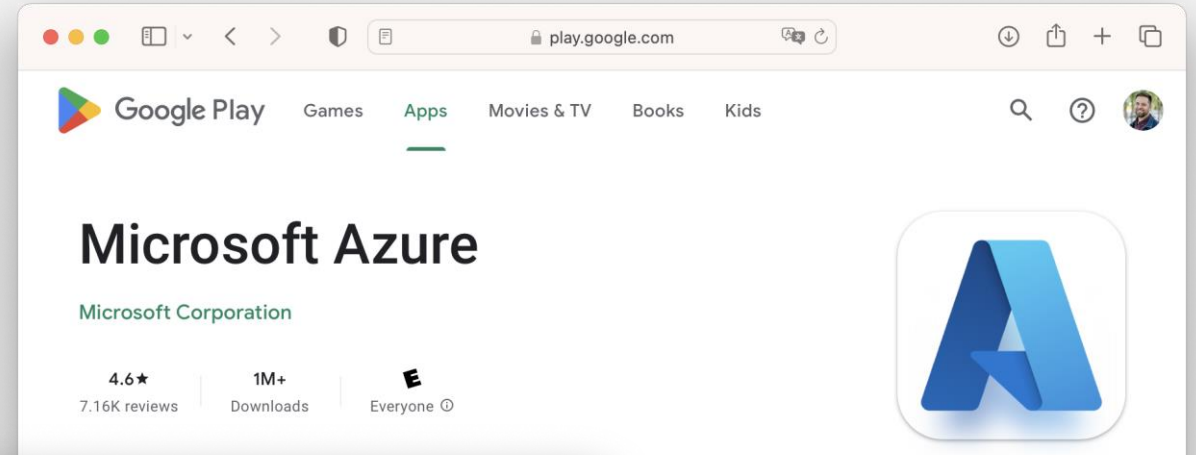 play.google.com
Google Play Games Apps Movies & TV Books Kids
Microsoft Azure
Microsoft Corporation
4.6★ 1M+ E
7.16K reviews Downloads Everyone